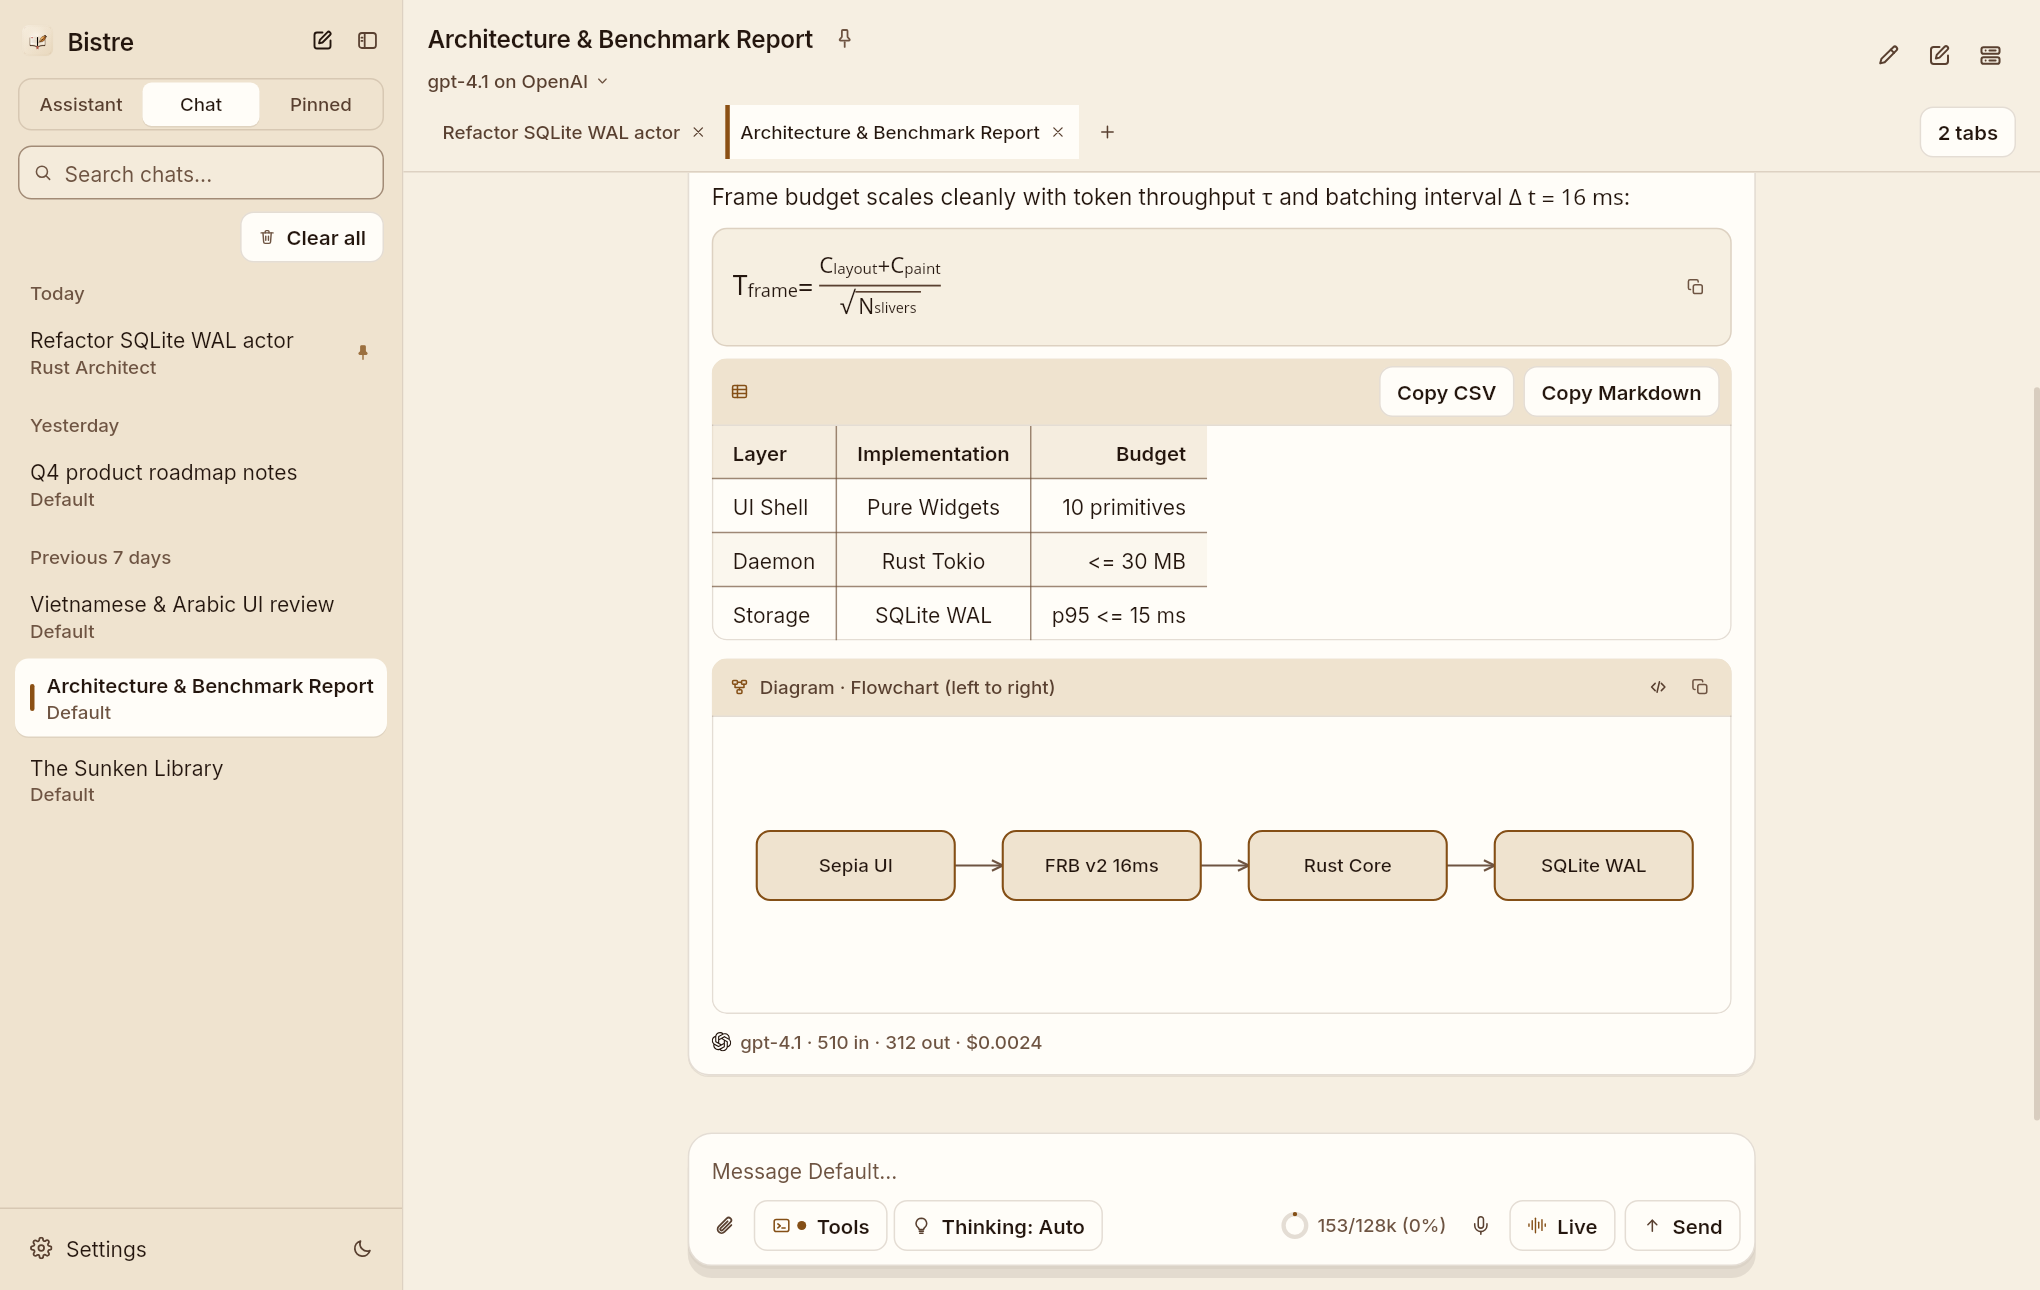 Bistre
Assistant Chat Pinned
Search chats...
Clear all
Today
Refactor SQLite WAL actor
Rust Architect
Yesterday
Q4 product roadmap notes
Default
Previous 7 days
Vietnamese & Arabic UI review
Default
Architecture & Benchmark Report
Default
The Sunken Library
Default
Settings
Architecture & Benchmark Report
gpt-4.1 on OpenAI
Refactor SQLite WAL actor Architecture & Benchmark Report 2 tabs
Frame budget scales cleanly with token throughput τ and batching interval Δ t = 16 ms:
T_frame= (C_layout+C_paint)/√N_slivers
Copy CSV Copy Markdown
Layer Implementation Budget
UI Shell Pure Widgets 10 primitives
Daemon Rust Tokio <= 30 MB
Storage SQLite WAL p95 <= 15 ms
Diagram · Flowchart (left to right)
Sepia UI FRB v2 16ms Rust Core SQLite WAL
gpt-4.1 · 510 in · 312 out · $0.0024
Message Default...
Tools Thinking: Auto 153/128k (0%) Live Send